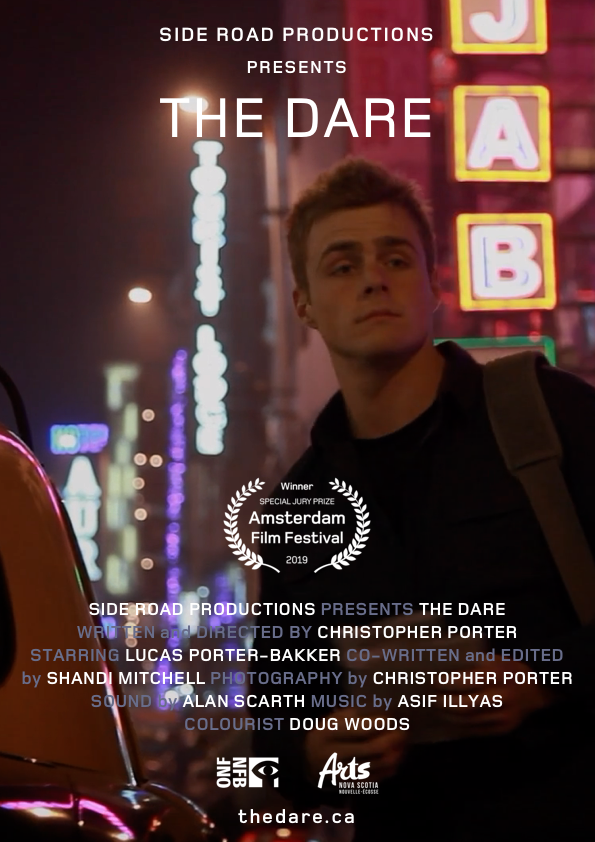 SIDE ROAD PRODUCTIONS
PRESENTS
THE DARE
J
A
B
Winner
SPECIAL JURY PRIZE
Amsterdam
Film Festival
2019
SIDE ROAD PRODUCTIONS PRESENTS THE DARE
WRITTEN and DIRECTED BY CHRISTOPHER PORTER
STARRING LUCAS PORTER-BAKKER CO-WRITTEN and EDITED
by SHANDI MITCHELL PHOTOGRAPHY by CHRISTOPHER PORTER
SOUND by ALAN SCARTH MUSIC by ASIF ILLYAS
COLOURIST DOUG WOODS
ONF
NFB
Arts
NOVA SCOTIA
NOUVELLE-ÉCOSSE
thedare.ca